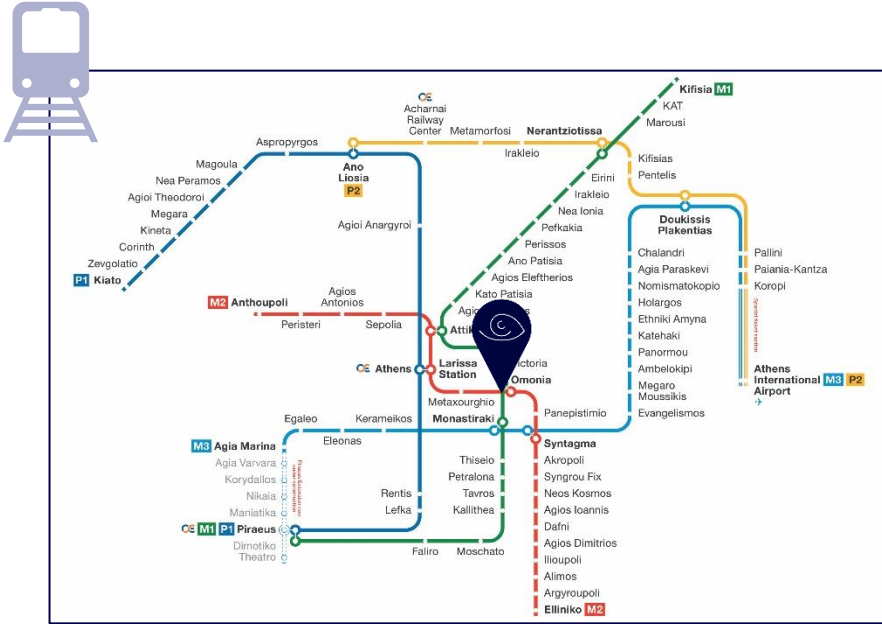 Kifisia M1
KAT
Marousi
Acharnai
Railway
Center
Metamorfosi
Nerantziotissa
Irakleio
Aspropyrgos
Magoula
Nea Peramos
Agioi Theodoroi
Megara
Kineta
Corinth
Zevgolatio
P1 Kiato
Ano
Liosia
P2
Agioi Anargyroi
Kifisias
Pentelis
Doukissis
Plakentias
Eirini
Irakleio
Nea Ionia
Pefkakia
Perissos
Ano Patisia
Agios Eleftherios
Kato Patisia
Chalandri
Agia Paraskevi
Nomismatokopio
Holargos
Ethniki Amyna
Katehaki
Panormou
Ambelokipi
Megaro
Moussikis
Evangelismos
Pallini
Paiania-Kantza
Koropi
Athens
International M3 P2
Airport
M2 Anthoupoli
Peristeri
Agios
Antonios
Sepolia
Athens
Larissa
Station
Omonia
Metaxourghio
Monastiraki
Panepistimio
Syntagma
Akropoli
Syngrou Fix
Neos Kosmos
Agios Ioannis
Dafni
Agios Dimitrios
Ilioupoli
Alimos
Argyroupoli
Elliniko M2
Egaleo
Eleonas
Kerameikos
M3 Agia Marina
Agia Varvara
Korydallos
Nikaia
Maniatika
M1 P1 Piraeus
Dimotiko
Theatro
Rentis
Lefka
Thiseio
Petralona
Tavros
Kallithea
Faliro
Moschato